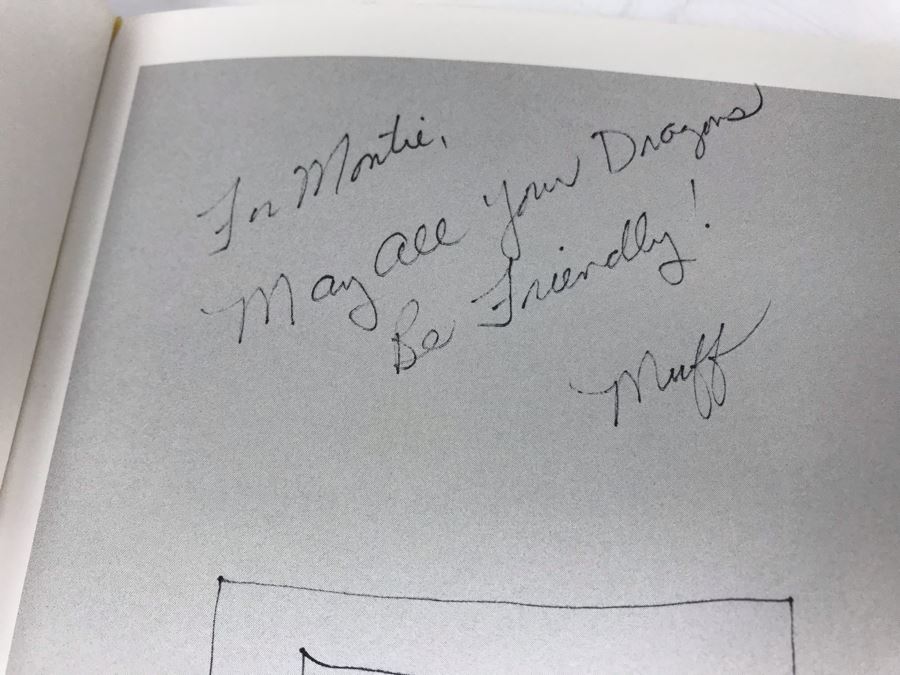 For Montie,
May All Your Dragons
Be Friendly!
Muff